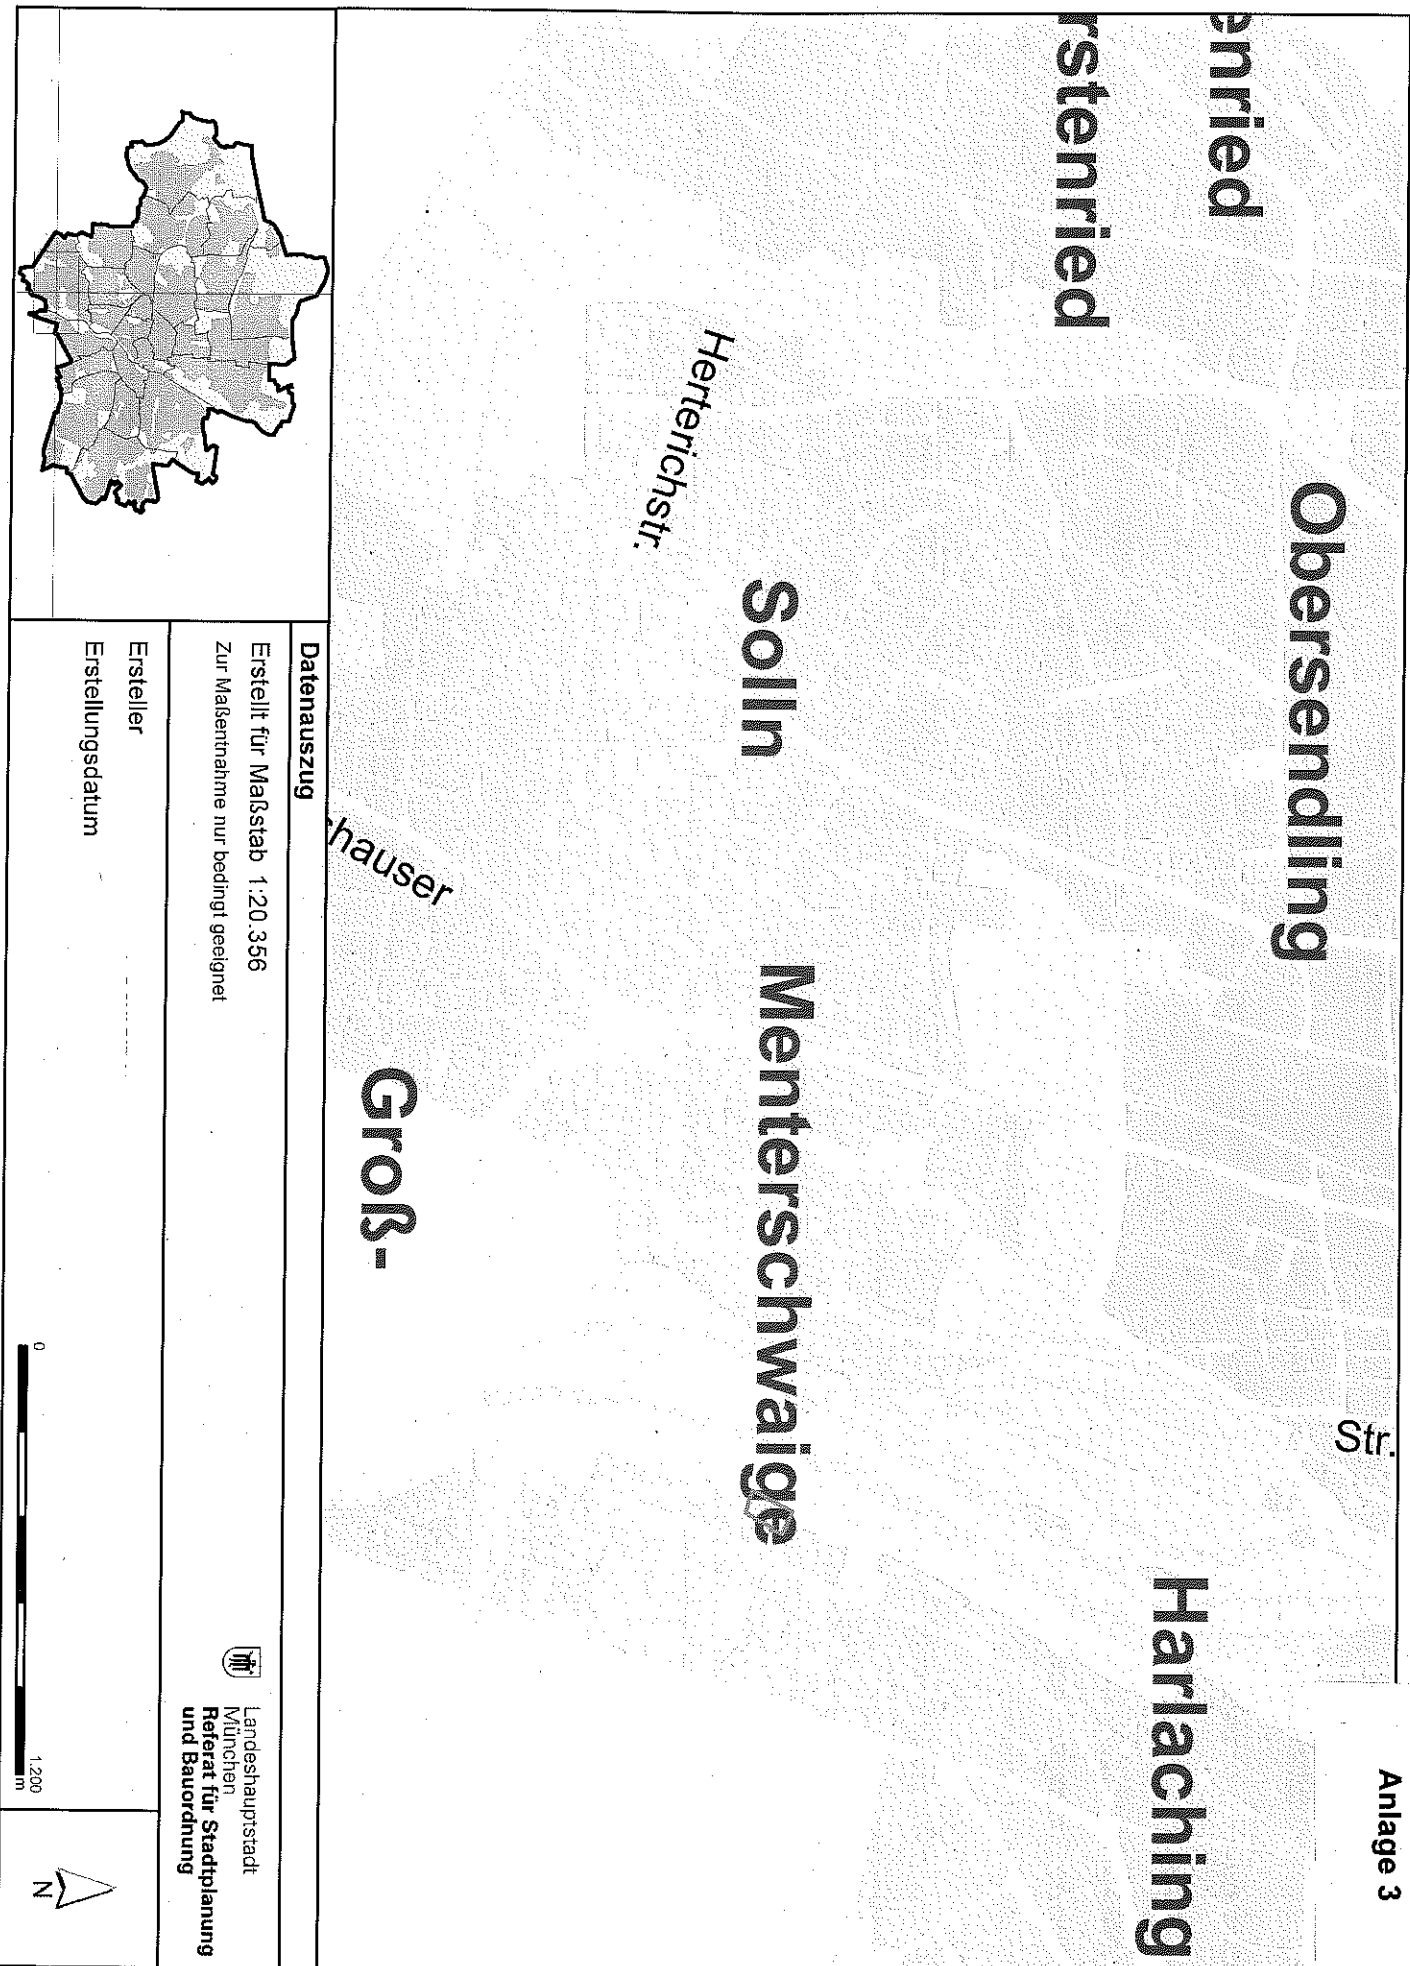 Anlage 3
enried
rstenried
Obersendling
Str.
Harlaching
Herterichstr.
Solln
Menterschwaige
hauser
Groß-
Datenauszug
Erstellt für Maßstab 1:20.356
Zur Maßentnahme nur bedingt geeignet
Ersteller
Erstellungsdatum
Landeshauptstadt
München
Referat für Stadtplanung
und Bauordnung
0
1.200
m
N